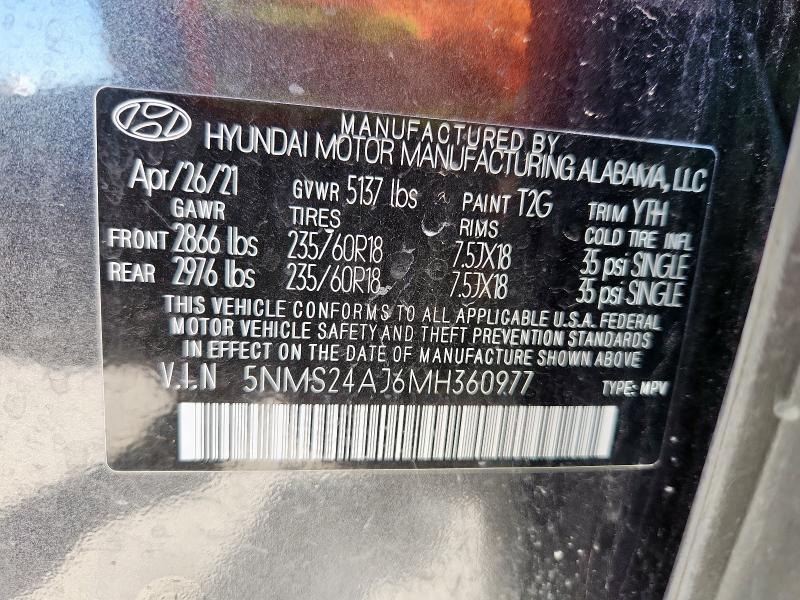 MANUFACTURED BY
HYUNDAI MOTOR MANUFACTURING ALABAMA, LLC
Apr/26/21 GVWR 5137 lbs PAINT T2G TRIM YTH
GAWR TIRES RIMS COLD TIRE INFL
FRONT 2866 lbs 235/60R18 7.5JX18 35 psi SINGLE
REAR 2976 lbs 235/60R18 7.5JX18 35 psi SINGLE
THIS VEHICLE CONFORMS TO ALL APPLICABLE U.S.A. FEDERAL
MOTOR VEHICLE SAFETY AND THEFT PREVENTION STANDARDS
IN EFFECT ON THE DATE OF MANUFACTURE SHOWN ABOVE
V.I.N 5NMS24AJ6MH360977 TYPE: MPV